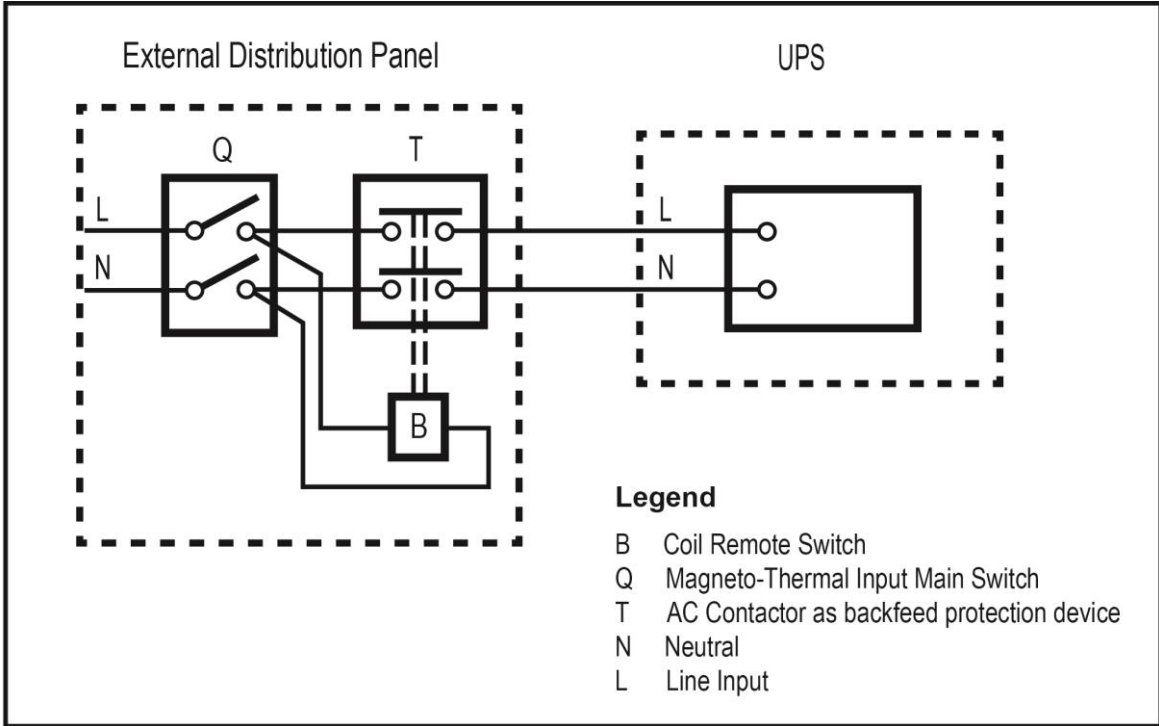 External Distribution Panel
UPS
Q
T
L
N
L
N
B
Legend
B Coil Remote Switch
Q Magneto-Thermal Input Main Switch
T AC Contactor as backfeed protection device
N Neutral
L Line Input